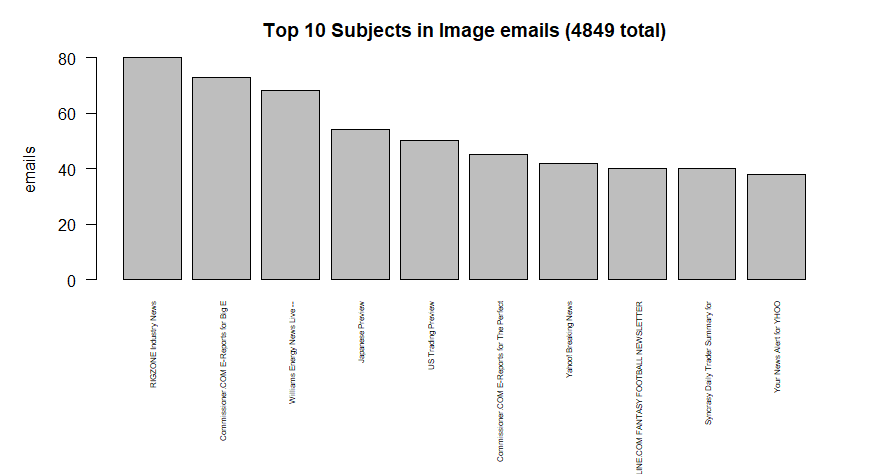 Top 10 Subjects in Image emails (4849 total)
emails
80
60
40
20
0
RIGZONE Industry News
Commissioner.COM E-Reports for Big E
Williams Energy News Live --
Japanese Preview
US Trading Preview
Commissioner.COM E-Reports for The Perfect
Yahoo! Breaking News
LINE.COM FANTASY FOOTBALL NEWSLETTER
Syncrasy Daily Trader Summary for
Your News Alert for YHOO